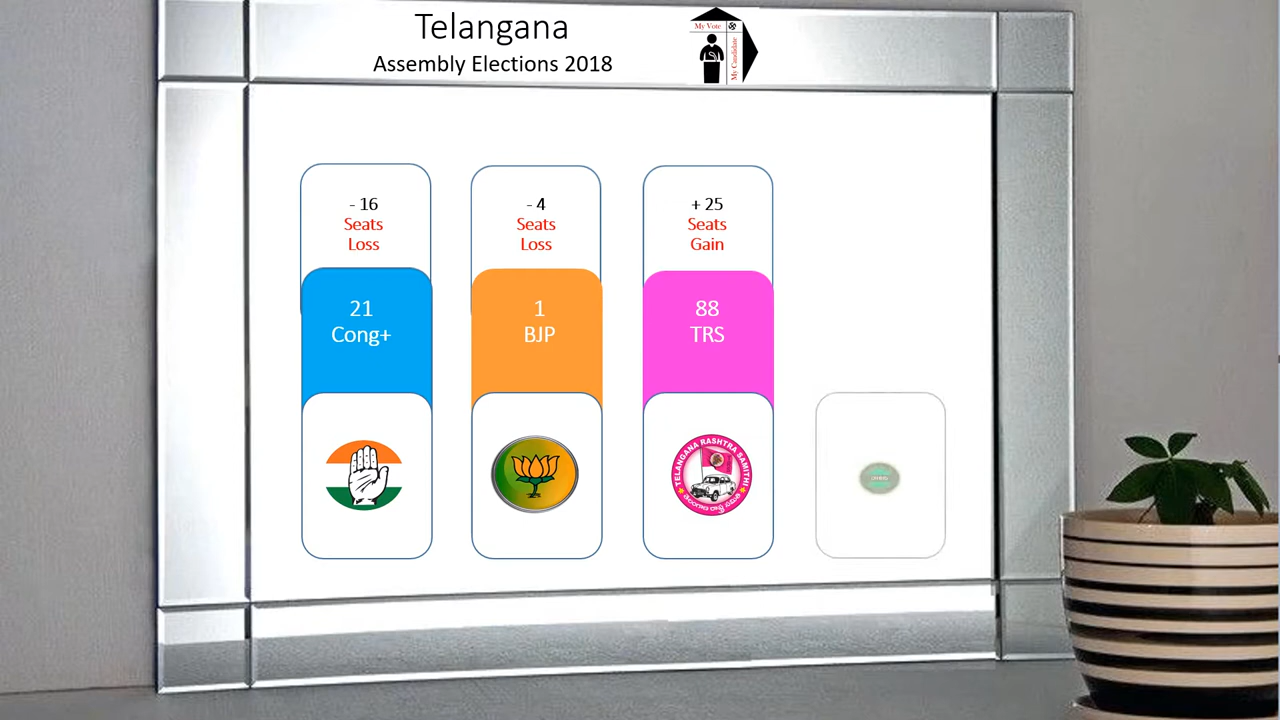 Telangana
Assembly Elections 2018
My Vote
My Candidate
- 16
Seats
Loss
- 4
Seats
Loss
+ 25
Seats
Gain
21
Cong+
1
BJP
88
TRS
TELANGANA RASHTRA SAMITHI